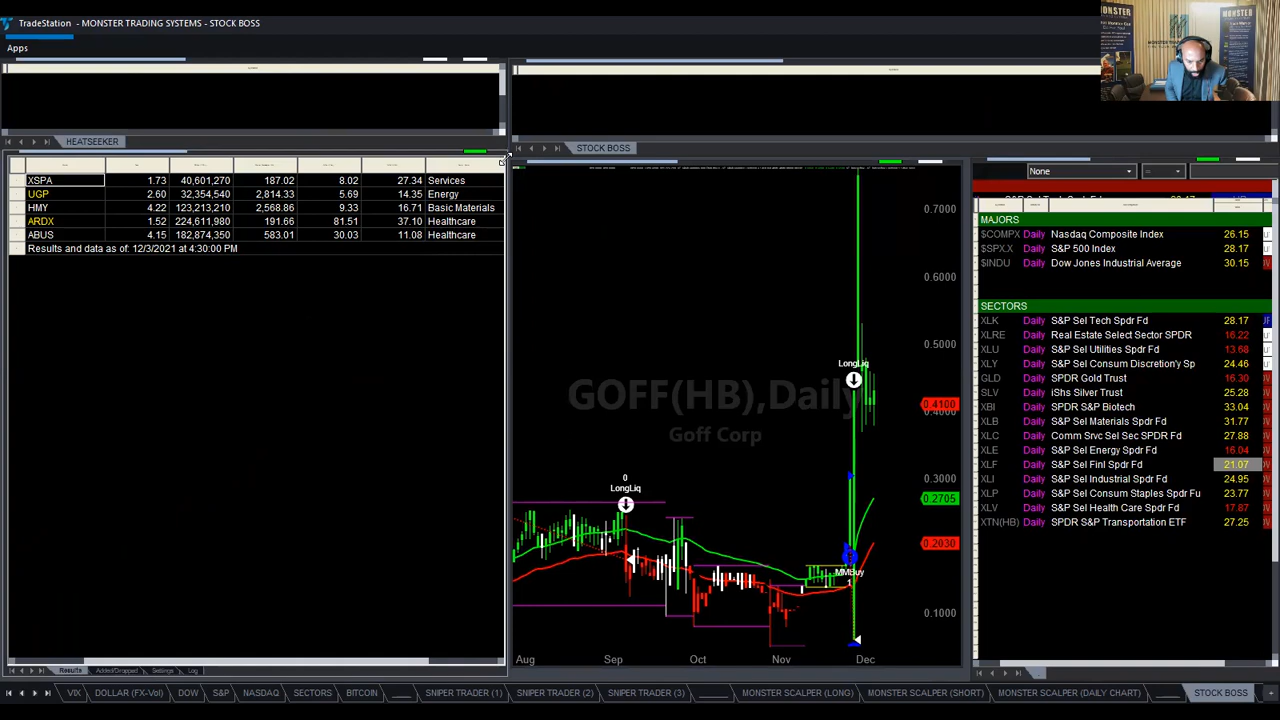 TradeStation - MONSTER TRADING SYSTEMS - STOCK BOSS
Apps
MONSTER
MONSTER
HEATSEEKER
STOCK BOSS
XSPA 1.73 40,601,270 187.02 8.02 27.34 Services
UGP 2.60 32,354,540 2,814.33 5.69 14.35 Energy
HMY 4.22 123,213,210 2,568.86 9.33 16.71 Basic Materials
ARDX 1.52 224,611,980 191.66 81.51 37.10 Healthcare
ABUS 4.15 182,874,350 583.01 30.03 11.08 Healthcare
Results and data as of: 12/3/2021 at 4:30:00 PM
Results Added/Dropped Settings Log
0.7000
0.6000
0.5000
LongLiq
GOFF(HB),Daily
Goff Corp
0.4100
0.4000
0.3000
0
LongLiq
0.2705
0.2030
MMBuy
1
0.1000
Aug Sep Oct Nov Dec
None
=
MAJORS
$COMPX Daily Nasdaq Composite Index 26.15
$SPX.X Daily S&P 500 Index 28.17
$INDU Daily Dow Jones Industrial Average 30.15
SECTORS
XLK Daily S&P Sel Tech Spdr Fd 28.17
XLRE Daily Real Estate Select Sector SPDR 16.22
XLU Daily S&P Sel Utilities Spdr Fd 13.68
XLY Daily S&P Sel Consum Discretion'y Sp 24.46
GLD Daily SPDR Gold Trust 16.30
SLV Daily iShs Silver Trust 25.28
XBI Daily SPDR S&P Biotech 33.04
XLB Daily S&P Sel Materials Spdr Fd 31.77
XLC Daily Comm Srvc Sel Sec SPDR Fd 27.88
XLE Daily S&P Sel Energy Spdr Fd 16.04
XLF Daily S&P Sel Finl Spdr Fd 21.07
XLI Daily S&P Sel Industrial Spdr Fd 24.95
XLP Daily S&P Sel Consum Staples Spdr Fu 23.77
XLV Daily S&P Sel Health Care Spdr Fd 17.87
XTN(HB) Daily SPDR S&P Transportation ETF 27.25
VIX DOLLAR (FX-Vol) DOW S&P NASDAQ SECTORS BITCOIN ____ SNIPER TRADER (1) SNIPER TRADER (2) SNIPER TRADER (3) _____ MONSTER SCALPER (LONG) MONSTER SCALPER (SHORT) MONSTER SCALPER (DAILY CHART) ____ STOCK BOSS +